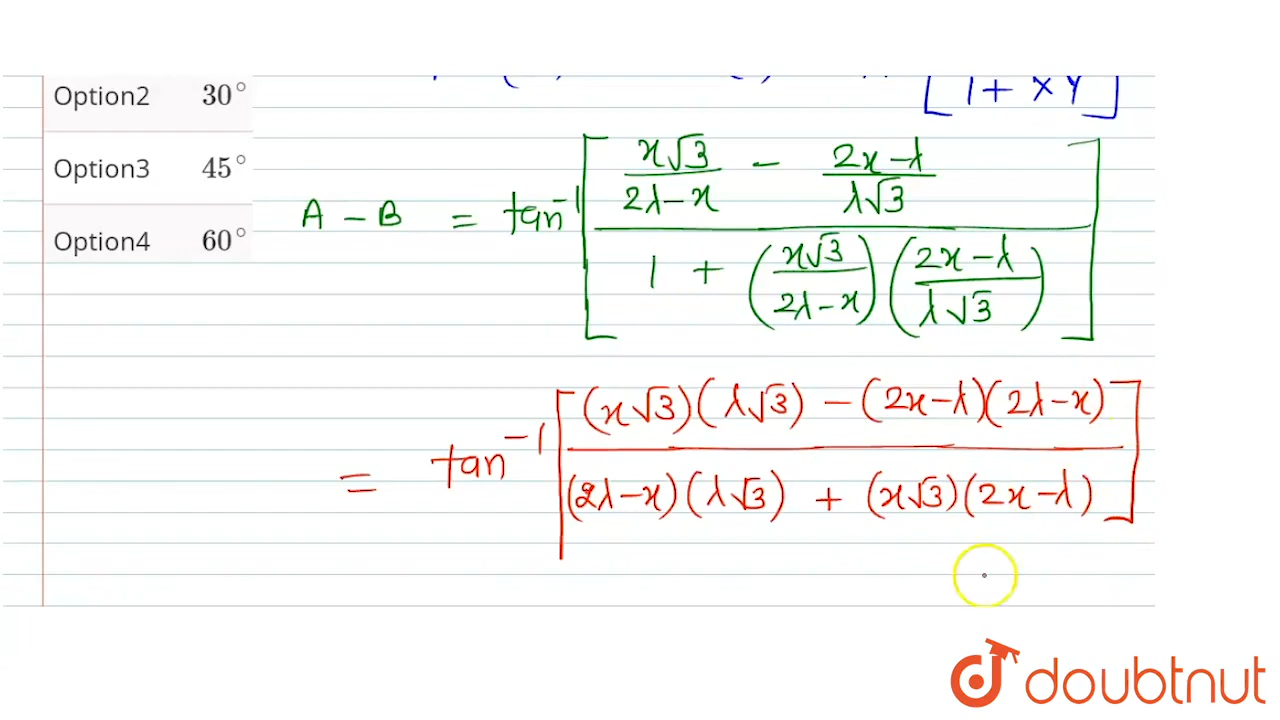 [1 + XY]
Option2 30°
A - B = tan⁻¹ [ (x√3/(2λ-x) - (2x-λ)/(λ√3)) / (1 + (x√3/(2λ-x))((2x-λ)/(λ√3))) ]
Option3 45°
Option4 60°
= tan⁻¹ [ ((x√3)(λ√3) - (2x-λ)(2λ-x)) / ((2λ-x)(λ√3) + (x√3)(2x-λ)) ]
doubtnut